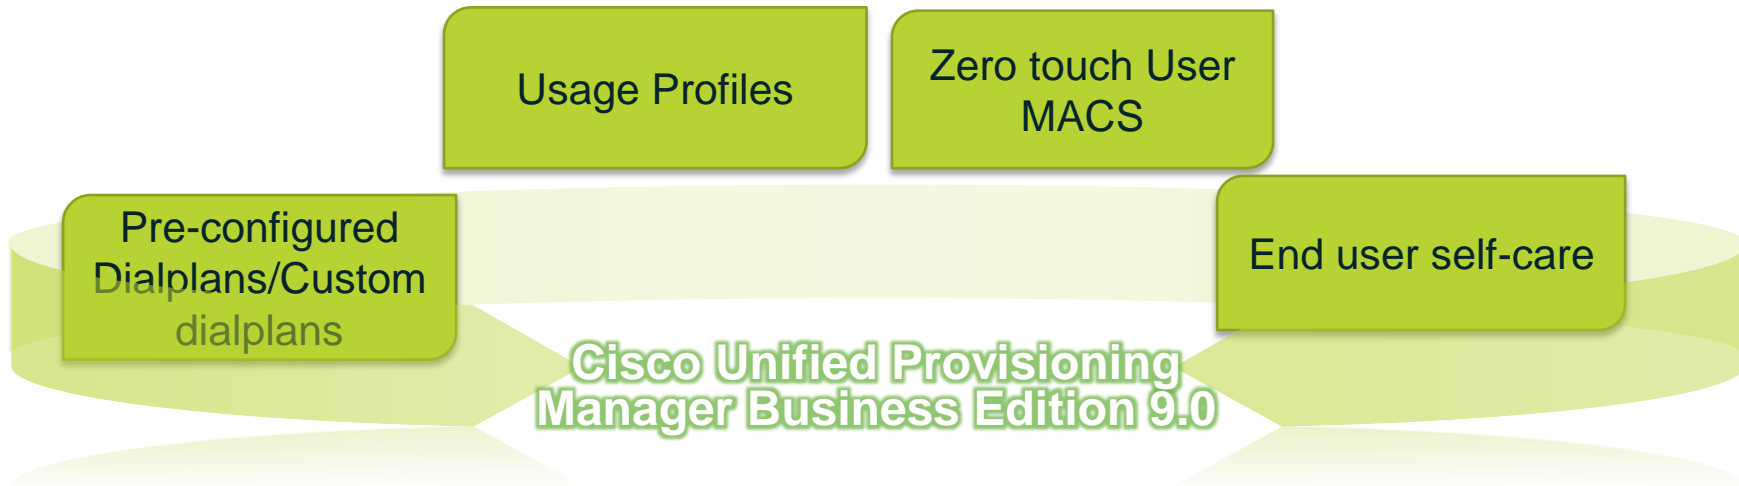 Usage Profiles
Zero touch User
MACS
Pre-configured
Dialplans/Custom
dialplans
End user self-care
Cisco Unified Provisioning
Manager Business Edition 9.0